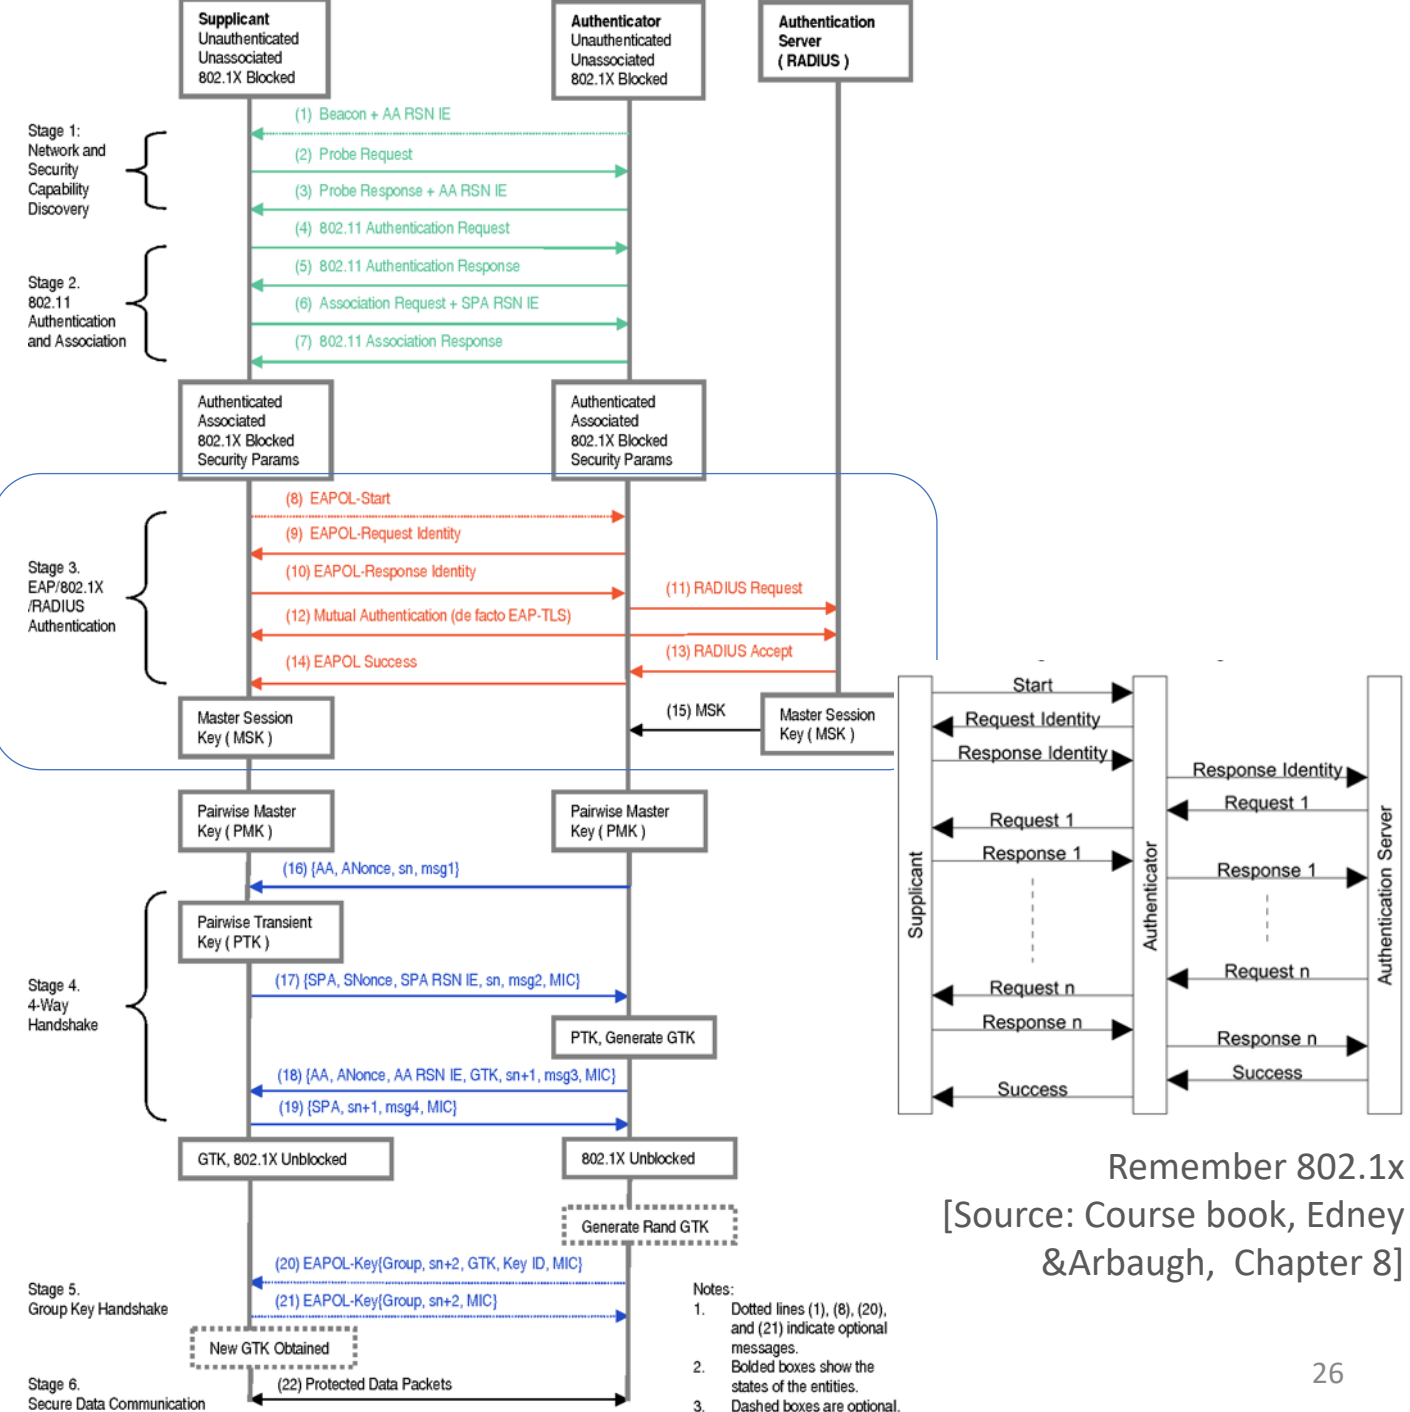 Supplicant
Unauthenticated
Unassociated
802.1X Blocked
Authenticator
Unauthenticated
Unassociated
802.1X Blocked
Authentication
Server
( RADIUS )
Stage 1:
Network and
Security
Capability
Discovery
(1) Beacon + AA RSN IE
(2) Probe Request
(3) Probe Response + AA RSN IE
(4) 802.11 Authentication Request
Stage 2.
802.11
Authentication
and Association
(5) 802.11 Authentication Response
(6) Association Request + SPA RSN IE
(7) 802.11 Association Response
Authenticated
Associated
802.1X Blocked
Security Params
Authenticated
Associated
802.1X Blocked
Security Params
Stage 3.
EAP/802.1X
/RADIUS
Authentication
(8) EAPOL-Start
(9) EAPOL-Request Identity
(10) EAPOL-Response Identity
(11) RADIUS Request
(12) Mutual Authentication (de facto EAP-TLS)
(13) RADIUS Accept
(14) EAPOL Success
Master Session
Key ( MSK )
(15) MSK
Master Session
Key ( MSK )
Pairwise Master
Key ( PMK )
Pairwise Master
Key ( PMK )
(16) {AA, ANonce, sn, msg1}
Pairwise Transient
Key ( PTK )
Stage 4.
4-Way
Handshake
(17) {SPA, SNonce, SPA RSN IE, sn, msg2, MIC}
PTK, Generate GTK
(18) {AA, ANonce, AA RSN IE, GTK, sn+1, msg3, MIC}
(19) {SPA, sn+1, msg4, MIC}
GTK, 802.1X Unblocked
802.1X Unblocked
Generate Rand GTK
Stage 5.
Group Key Handshake
(20) EAPOL-Key{Group, sn+2, GTK, Key ID, MIC}
(21) EAPOL-Key{Group, sn+2, MIC}
New GTK Obtained
Stage 6.
Secure Data Communication
(22) Protected Data Packets
Notes:
1. Dotted lines (1), (8), (20),
and (21) indicate optional
messages.
2. Bolded boxes show the
states of the entities.
3. Dashed boxes are optional.
Supplicant
Authenticator
Authentication Server
Start
Request Identity
Response Identity
Response Identity
Request 1
Request 1
Response 1
Response 1
Request n
Request n
Response n
Response n
Success
Success
Remember 802.1x
[Source: Course book, Edney
&Arbaugh, Chapter 8]
26